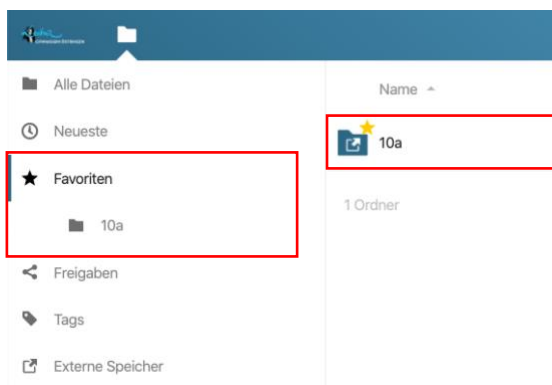 Alle Dateien
Name
Neueste
10a
Favoriten
10a
1 Ordner
Freigaben
Tags
Externe Speicher